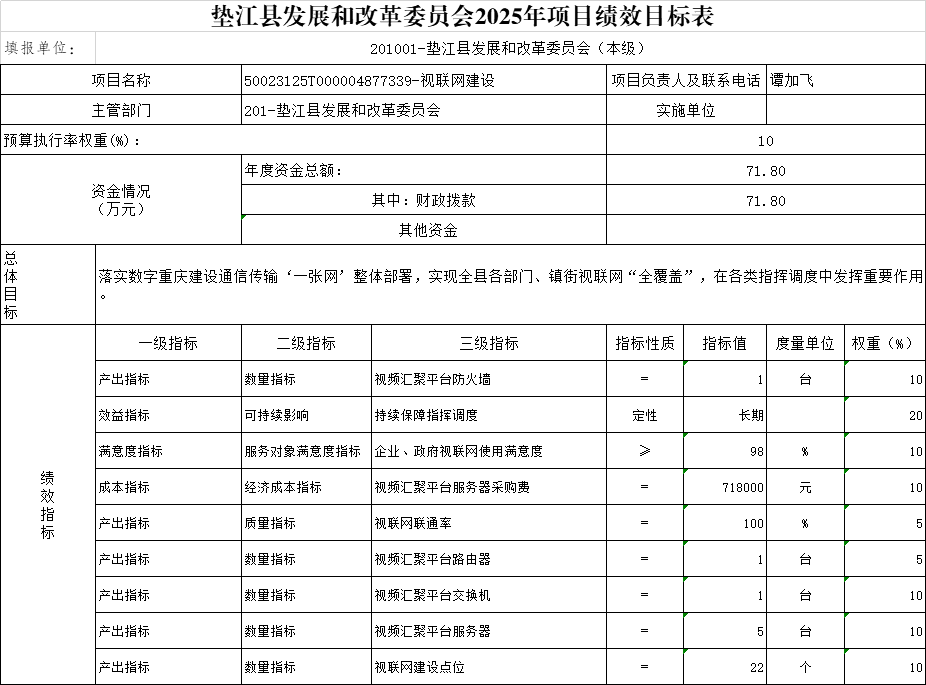 垫江县发展和改革委员会2025年项目绩效目标表
填报单位： 201001-垫江县发展和改革委员会（本级）
项目名称 50023125T000004877339-视联网建设 项目负责人及联系电话 谭加飞
主管部门 201-垫江县发展和改革委员会 实施单位
预算执行率权重(%)： 10
资金情况
（万元）
年度资金总额： 71.80
其中：财政拨款 71.80
其他资金
总体目标
落实数字重庆建设通信传输‘一张网’整体部署，实现全县各部门、镇街视联网“全覆盖”，在各类指挥调度中发挥重要作用
。
绩效指标
一级指标 二级指标 三级指标 指标性质 指标值 度量单位 权重（%）
产出指标 数量指标 视频汇聚平台防火墙 ＝ 1 台 10
效益指标 可持续影响 持续保障指挥调度 定性 长期 20
满意度指标 服务对象满意度指标 企业、政府视联网使用满意度 ≥ 98 % 10
成本指标 经济成本指标 视频汇聚平台服务器采购费 ＝ 718000 元 10
产出指标 质量指标 视联网联通率 ＝ 100 % 5
产出指标 数量指标 视频汇聚平台路由器 ＝ 1 台 5
产出指标 数量指标 视频汇聚平台交换机 ＝ 1 台 10
产出指标 数量指标 视频汇聚平台服务器 ＝ 5 台 10
产出指标 数量指标 视联网建设点位 ＝ 22 个 10